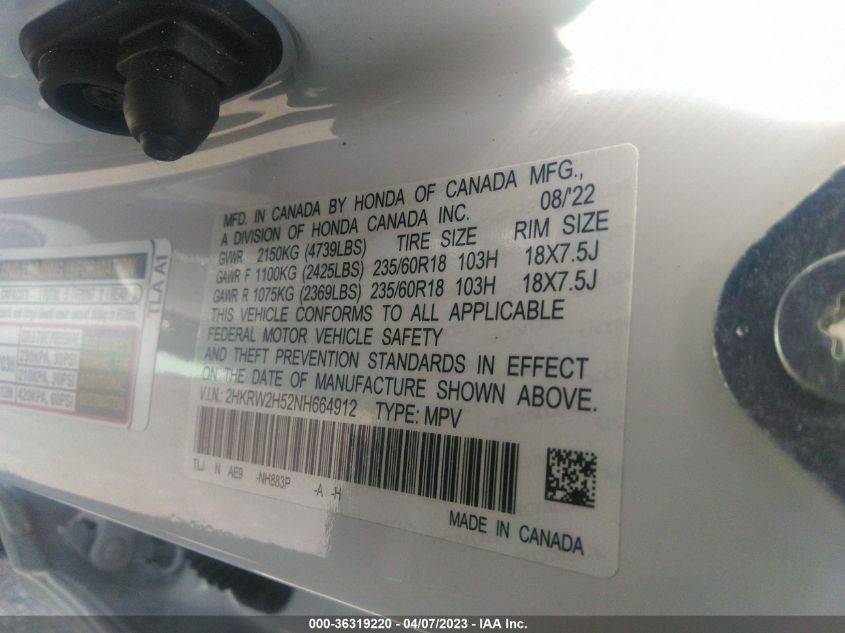 MFD. IN CANADA BY HONDA OF CANADA MFG.,
A DIVISION OF HONDA CANADA INC. 08/'22
GVWR 2150KG (4739LBS) TIRE SIZE RIM SIZE
GAWR F 1100KG (2425LBS) 235/60R18 103H 18X7.5J
GAWR R 1075KG (2369LBS) 235/60R18 103H 18X7.5J
THIS VEHICLE CONFORMS TO ALL APPLICABLE
FEDERAL MOTOR VEHICLE SAFETY
AND THEFT PREVENTION STANDARDS IN EFFECT
ON THE DATE OF MANUFACTURE SHOWN ABOVE.
V.I.N.: 2HKRW2H52NH664912 TYPE: MPV
TLJ N AE9 -NH883P -A -H
MADE IN CANADA
TLA A1
420KPA, 60PSI
000-36319220 - 04/07/2023 - IAA Inc.